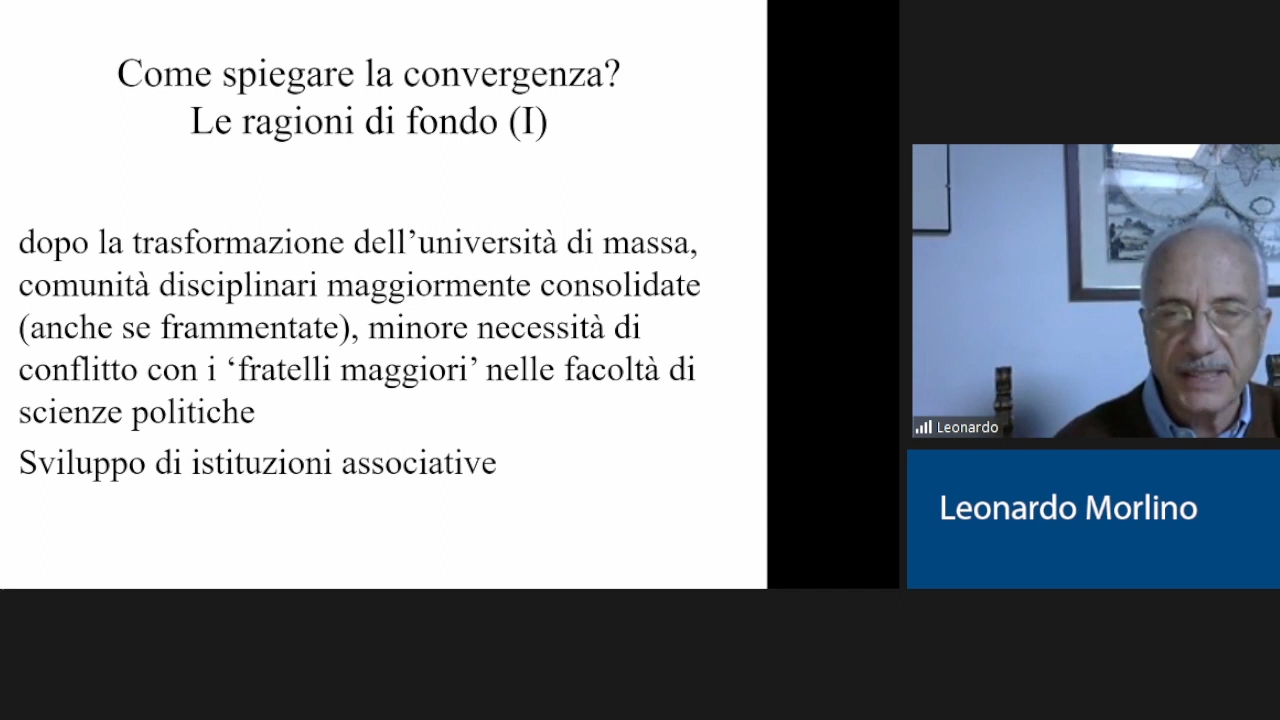 Come spiegare la convergenza?
Le ragioni di fondo (I)
dopo la trasformazione dell’università di massa,
comunità disciplinari maggiormente consolidate
(anche se frammentate), minore necessità di
conflitto con i ‘fratelli maggiori’ nelle facoltà di
scienze politiche
Sviluppo di istituzioni associative
Leonardo
Leonardo Morlino